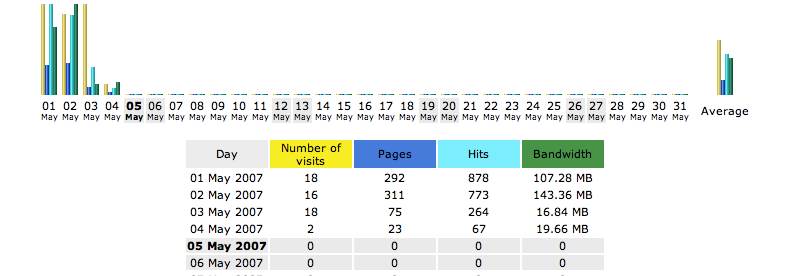 01 02 03 04 05 06 07 08 09 10 11 12 13 14 15 16 17 18 19 20 21 22 23 24 25 26 27 28 29 30 31
May May May May May May May May May May May May May May May May May May May May May May May May May May May May May May May
Average
Day Number of visits Pages Hits Bandwidth
01 May 2007 18 292 878 107.28 MB
02 May 2007 16 311 773 143.36 MB
03 May 2007 18 75 264 16.84 MB
04 May 2007 2 23 67 19.66 MB
05 May 2007 0 0 0 0
06 May 2007 0 0 0 0